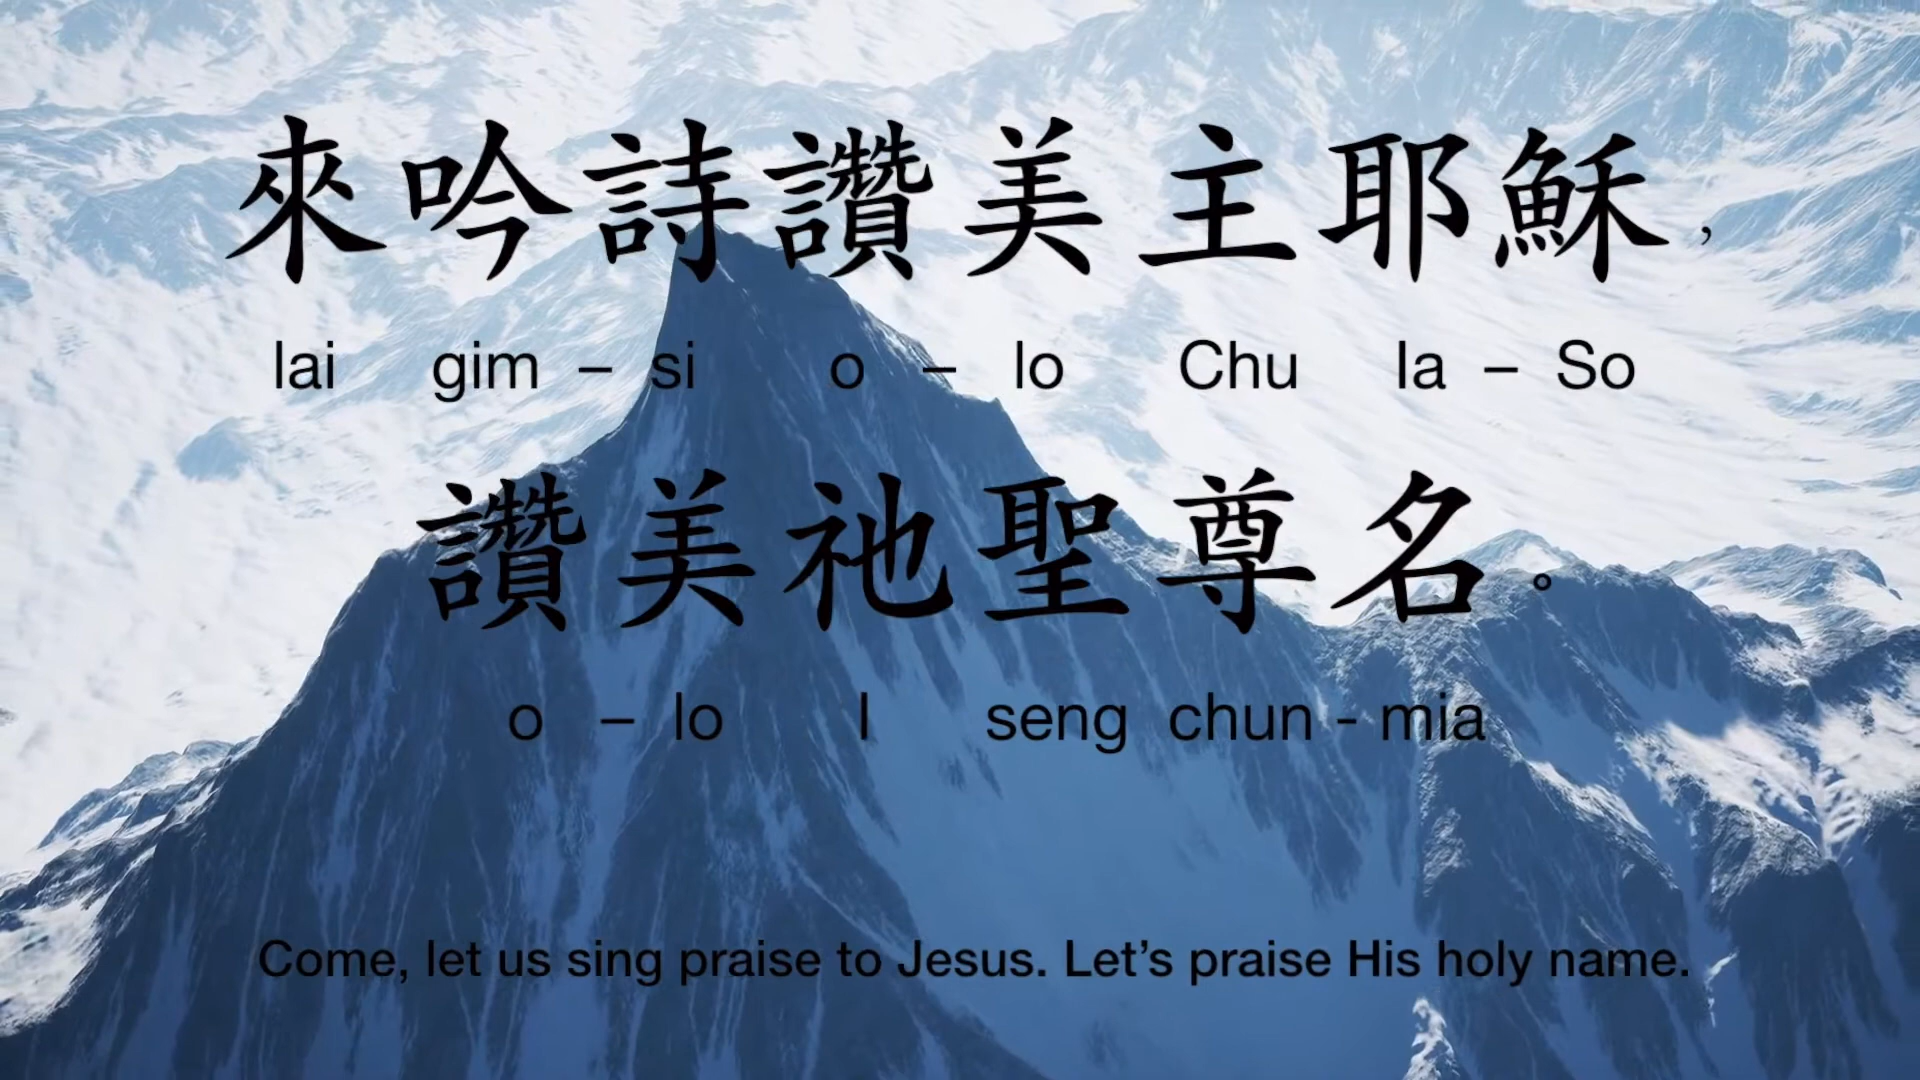 來吟詩讚美主耶穌,
lai gim – si o – lo Chu Ia – So
讚美祂聖尊名。
o – lo I seng chun - mia
Come, let us sing praise to Jesus. Let’s praise His holy name.